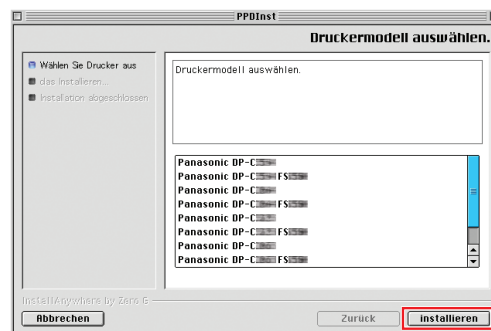 PPDInst
Druckermodell auswählen.
Wählen Sie Drucker aus
das Installieren...
Installation abgeschlossen
Druckermodell auswählen.
Panasonic DP-C
Panasonic DP-C FS
Panasonic DP-C
Panasonic DP-C FS
Panasonic DP-C
Panasonic DP-C FS
Panasonic DP-C
Panasonic DP-C FS
InstallAnywhere by Zero G
Abbrechen
Zurück
installieren